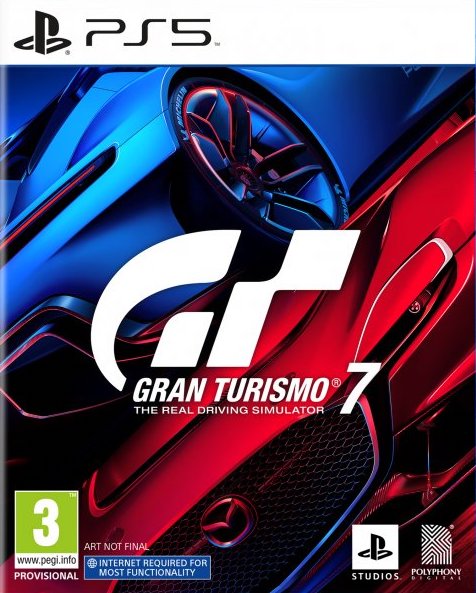 PS5
MICHELIN
GT
GRAN TURISMO® 7
THE REAL DRIVING SIMULATOR
3
www.pegi.info
PROVISIONAL
ART NOT FINAL
INTERNET REQUIRED FOR
MOST FUNCTIONALITY
STUDIOS
POLYPHONY
DIGITAL